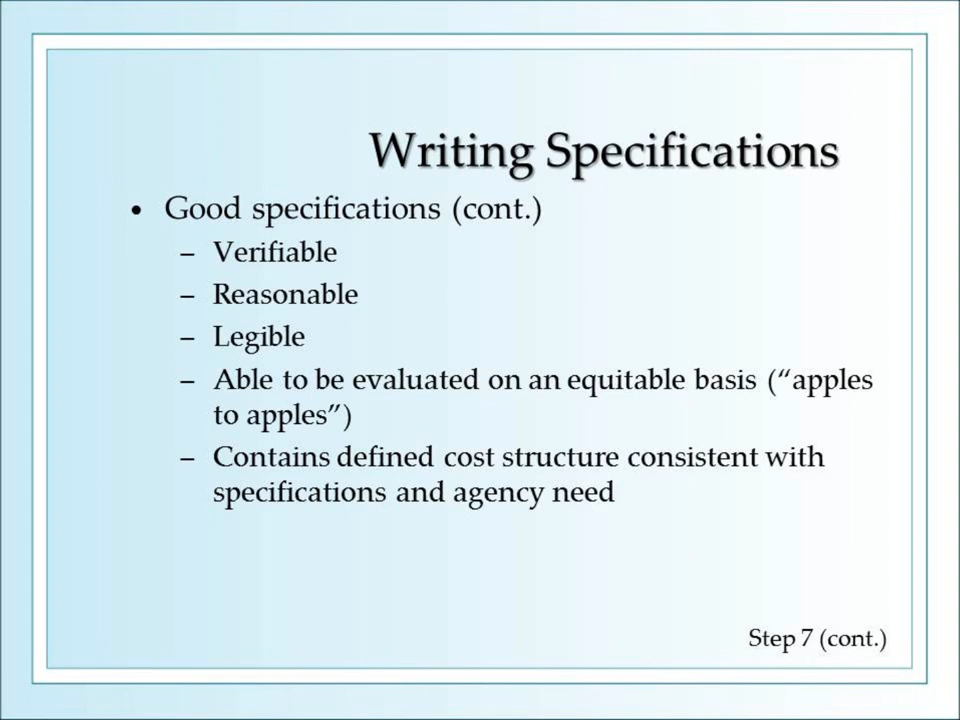 Writing Specifications
• Good specifications (cont.)
– Verifiable
– Reasonable
– Legible
– Able to be evaluated on an equitable basis (“apples
to apples”)
– Contains defined cost structure consistent with
specifications and agency need
Step 7 (cont.)